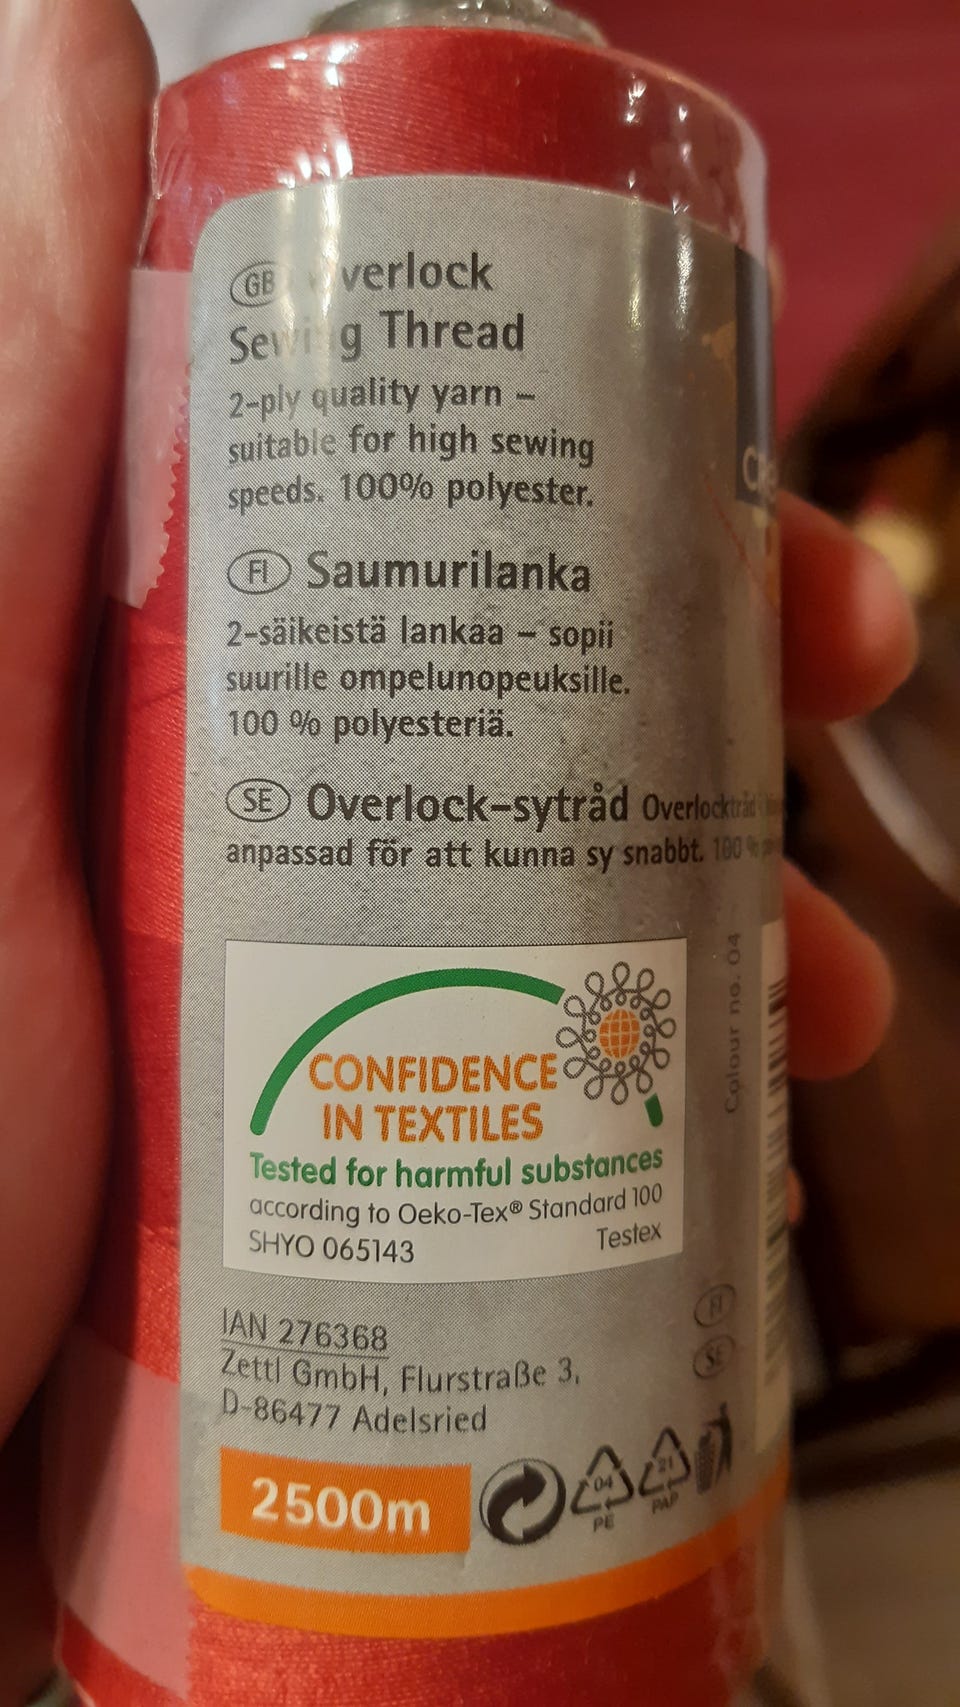 GB Overlock
Sewing Thread
2-ply quality yarn –
suitable for high sewing
speeds. 100% polyester.
FI Saumurilanka
2-säikeistä lankaa – sopii
suurille ompelunopeuksille.
100 % polyesteriä.
SE Overlock-sytråd Overlocktråd
anpassad för att kunna sy snabbt. 100 %
CONFIDENCE
IN TEXTILES
Tested for harmful substances
according to Oeko-Tex® Standard 100
SHYO 065143 Testex
IAN 276368
Zettl GmbH, Flurstraße 3,
D-86477 Adelsried
2500m
04
PE
21
PAP
FI
SE
Colour no. 04